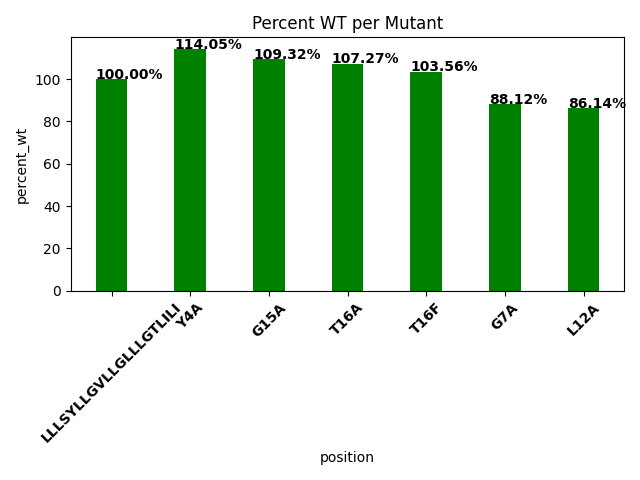 Percent WT per Mutant
percent_wt
100
80
60
40
20
0
100.00%
114.05%
109.32%
107.27%
103.56%
88.12%
86.14%
LLLSYLLGVLLGLLLGTLILI
Y4A
G15A
T16A
T16F
G7A
L12A
position